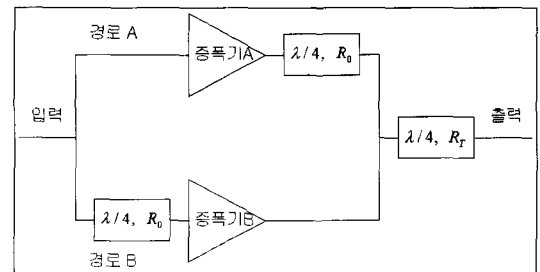 경로 A
증폭기A
λ/4, R₀
입력
λ/4, R_T
출력
λ/4, R₀
증폭기B
경로 B